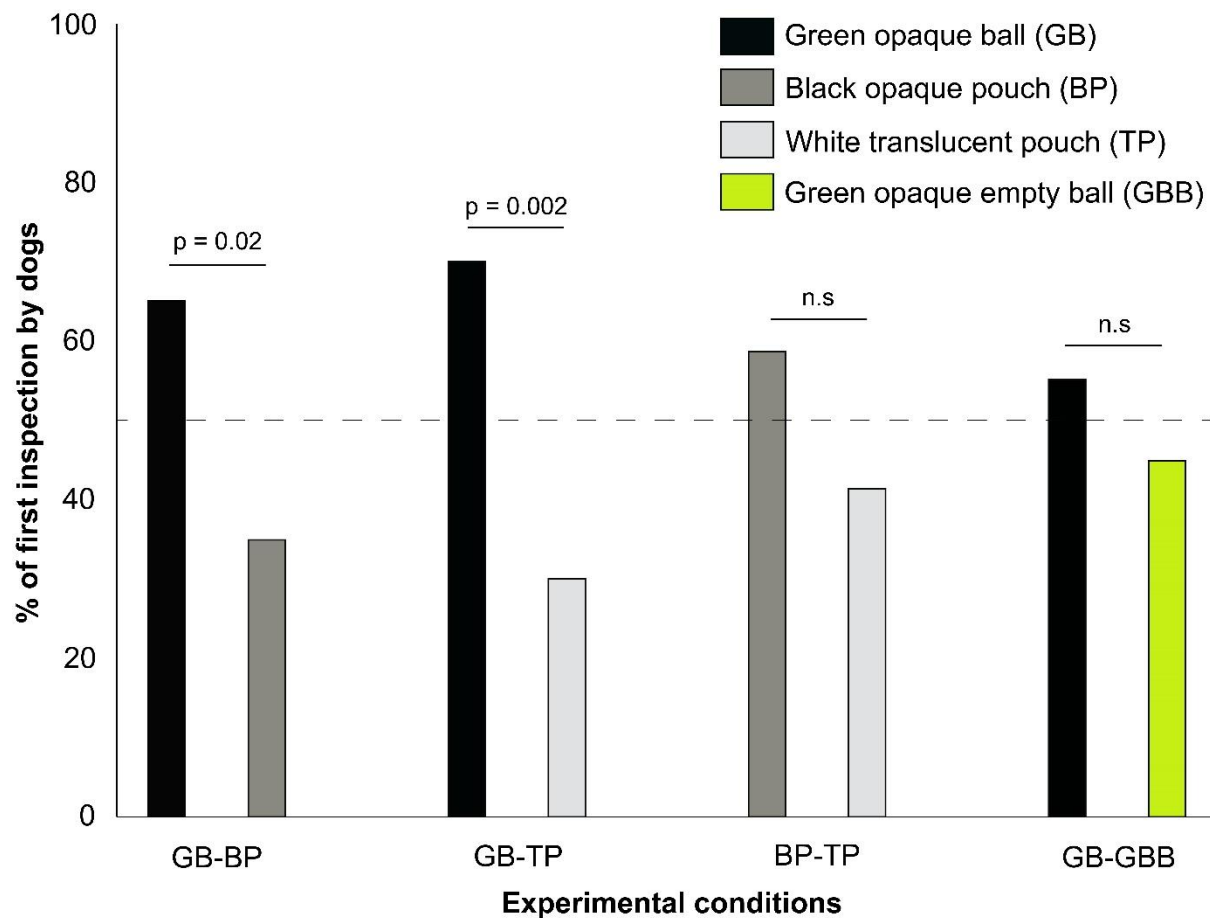 100
80
60
40
20
0
% of first inspection by dogs
Green opaque ball (GB)
Black opaque pouch (BP)
White translucent pouch (TP)
Green opaque empty ball (GBB)
p = 0.02
p = 0.002
n.s
n.s
GB-BP
GB-TP
BP-TP
GB-GBB
Experimental conditions